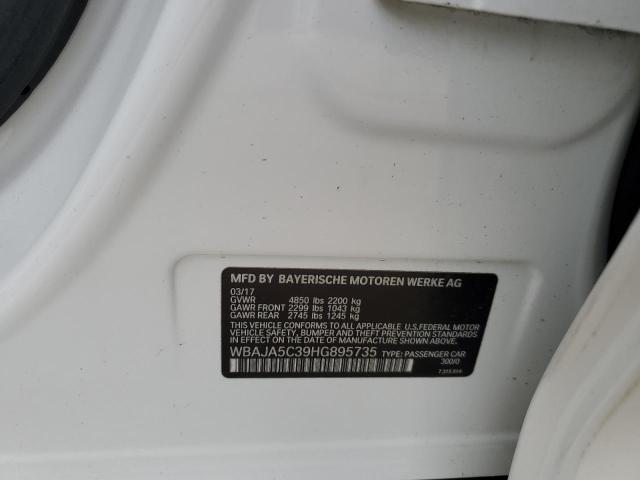 MFD BY BAYERISCHE MOTOREN WERKE AG
03/17
GVWR 4850 lbs 2200 kg
GAWR FRONT 2299 lbs 1043 kg
GAWR REAR 2745 lbs 1245 kg
THIS CAR CONFORMS TO ALL APPLICABLE U.S.FEDERAL MOTOR
VEHICLE SAFETY, BUMPER, AND THEFT PREVENTION STANDARDS
IN EFFECT ON THE DATE OF MANUFACTURE SHOWN ABOVE.
WBAJA5C39HG895735 TYPE: PASSENGER CAR
300/0